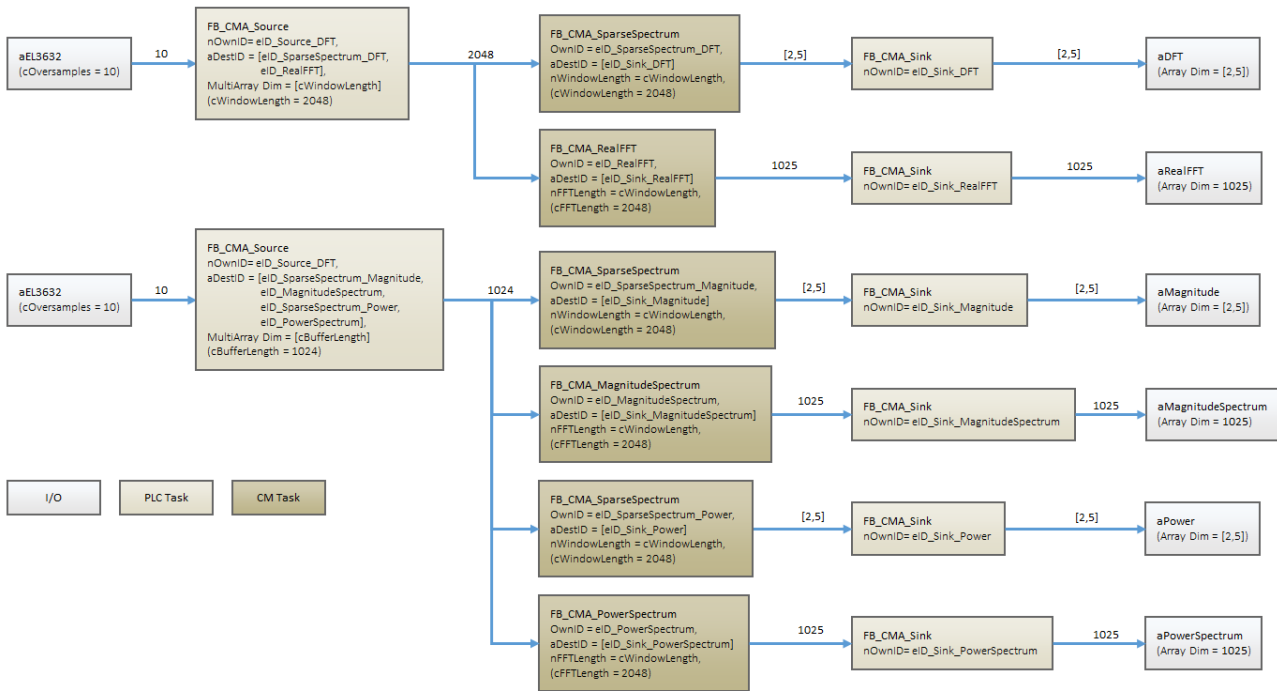 aEL3632
(cOversamples = 10)
10
FB_CMA_Source
nOwnID= eID_Source_DFT,
aDestID = [eID_SparseSpectrum_DFT,
eID_RealFFT],
MultiArray Dim = [cWindowLength]
(cWindowLength = 2048)
2048
FB_CMA_SparseSpectrum
OwnID = eID_SparseSpectrum_DFT,
aDestID = [eID_Sink_DFT]
nWindowLength = cWindowLength,
(cWindowLength = 2048)
[2,5]
FB_CMA_Sink
nOwnID= eID_Sink_DFT
[2,5]
aDFT
(Array Dim = [2,5])
FB_CMA_RealFFT
OwnID = eID_RealFFT,
aDestID = [eID_Sink_RealFFT]
nFFTLength = cWindowLength,
(cFFTLength = 2048)
1025
FB_CMA_Sink
nOwnID= eID_Sink_RealFFT
1025
aRealFFT
(Array Dim = 1025)
aEL3632
(cOversamples = 10)
10
FB_CMA_Source
nOwnID= eID_Source_DFT,
aDestID = [eID_SparseSpectrum_Magnitude,
eID_MagnitudeSpectrum,
eID_SparseSpectrum_Power,
eID_PowerSpectrum],
MultiArray Dim = [cBufferLength]
(cBufferLength = 1024)
1024
FB_CMA_SparseSpectrum
OwnID = eID_SparseSpectrum_Magnitude,
aDestID = [eID_Sink_Magnitude]
nWindowLength = cWindowLength,
(cWindowLength = 2048)
[2,5]
FB_CMA_Sink
nOwnID= eID_Sink_Magnitude
[2,5]
aMagnitude
(Array Dim = [2,5])
FB_CMA_MagnitudeSpectrum
OwnID = eID_MagnitudeSpectrum,
aDestID = [eID_Sink_MagnitudeSpectrum]
nFFTLength = cWindowLength,
(cFFTLength = 2048)
1025
FB_CMA_Sink
nOwnID= eID_Sink_MagnitudeSpectrum
1025
aMagnitudeSpectrum
(Array Dim = 1025)
I/O
PLC Task
CM Task
FB_CMA_SparseSpectrum
OwnID = eID_SparseSpectrum_Power,
aDestID = [eID_Sink_Power]
nWindowLength = cWindowLength,
(cWindowLength = 2048)
[2,5]
FB_CMA_Sink
nOwnID= eID_Sink_Power
[2,5]
aPower
(Array Dim = [2,5])
FB_CMA_PowerSpectrum
OwnID = eID_PowerSpectrum,
aDestID = [eID_Sink_PowerSpectrum]
nFFTLength = cWindowLength,
(cFFTLength = 2048)
1025
FB_CMA_Sink
nOwnID= eID_Sink_PowerSpectrum
1025
aPowerSpectrum
(Array Dim = 1025)